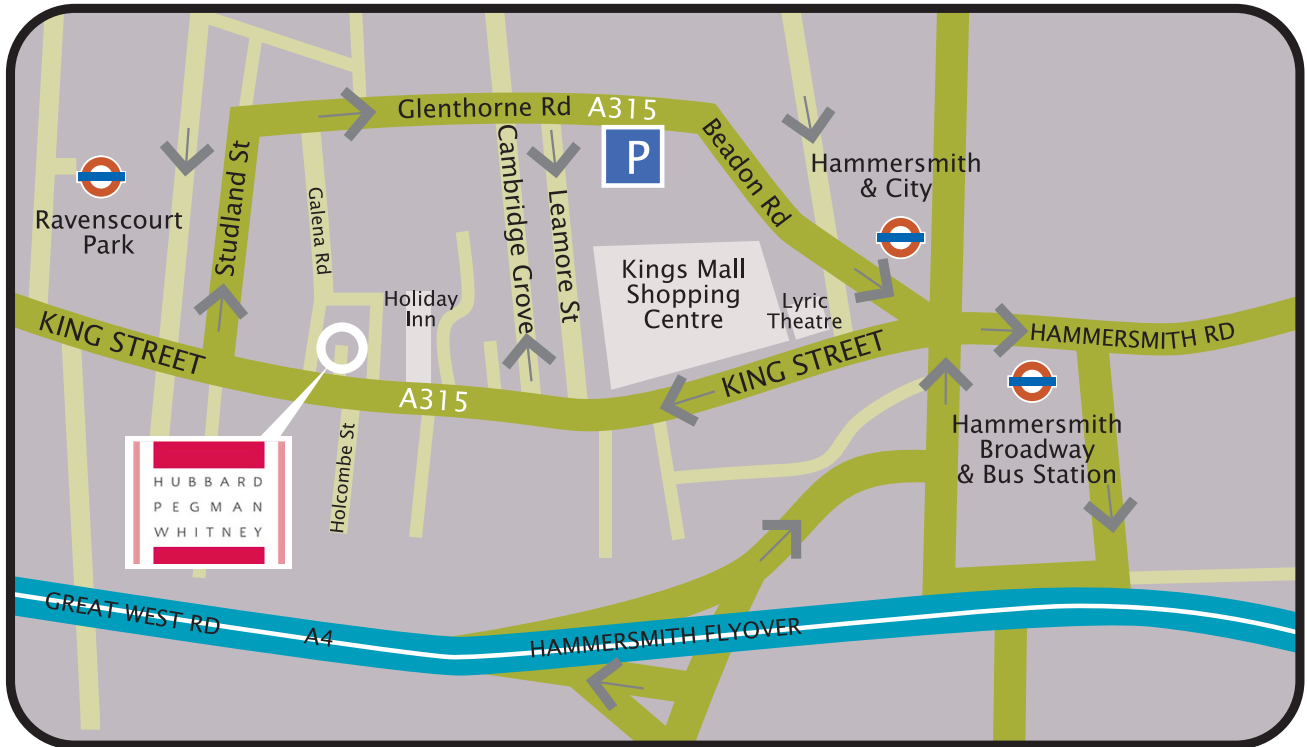 Glenthorne Rd A315
P
Beadon Rd
Hammersmith
& City
Ravenscourt
Park
Studland St
Galena Rd
Cambridge Grove
Leamore St
Holiday
Inn
Kings Mall
Shopping
Centre
Lyric
Theatre
KING STREET
A315
KING STREET
HAMMERSMITH RD
Hammersmith
Broadway
& Bus Station
Holcombe St
HUBBARD
PEGMAN
WHITNEY
GREAT WEST RD
A4
HAMMERSMITH FLYOVER